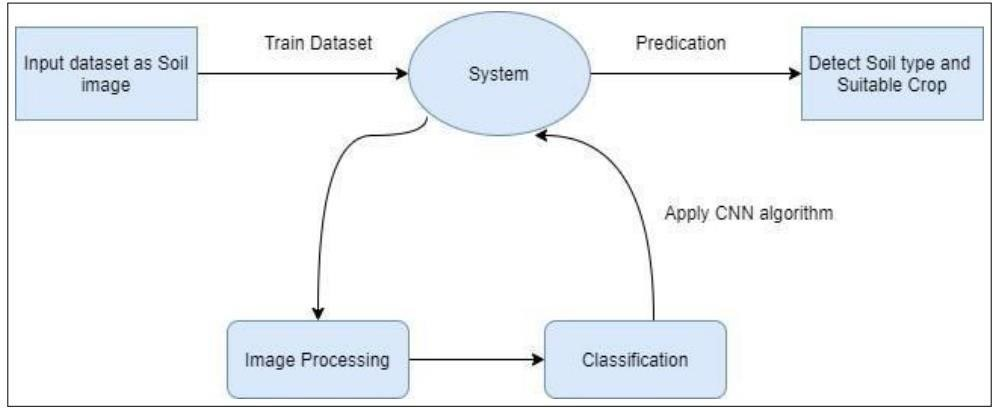 Input dataset as Soil
image
Train Dataset
System
Predication
Detect Soil type and
Suitable Crop
Apply CNN algorithm
Image Processing
Classification